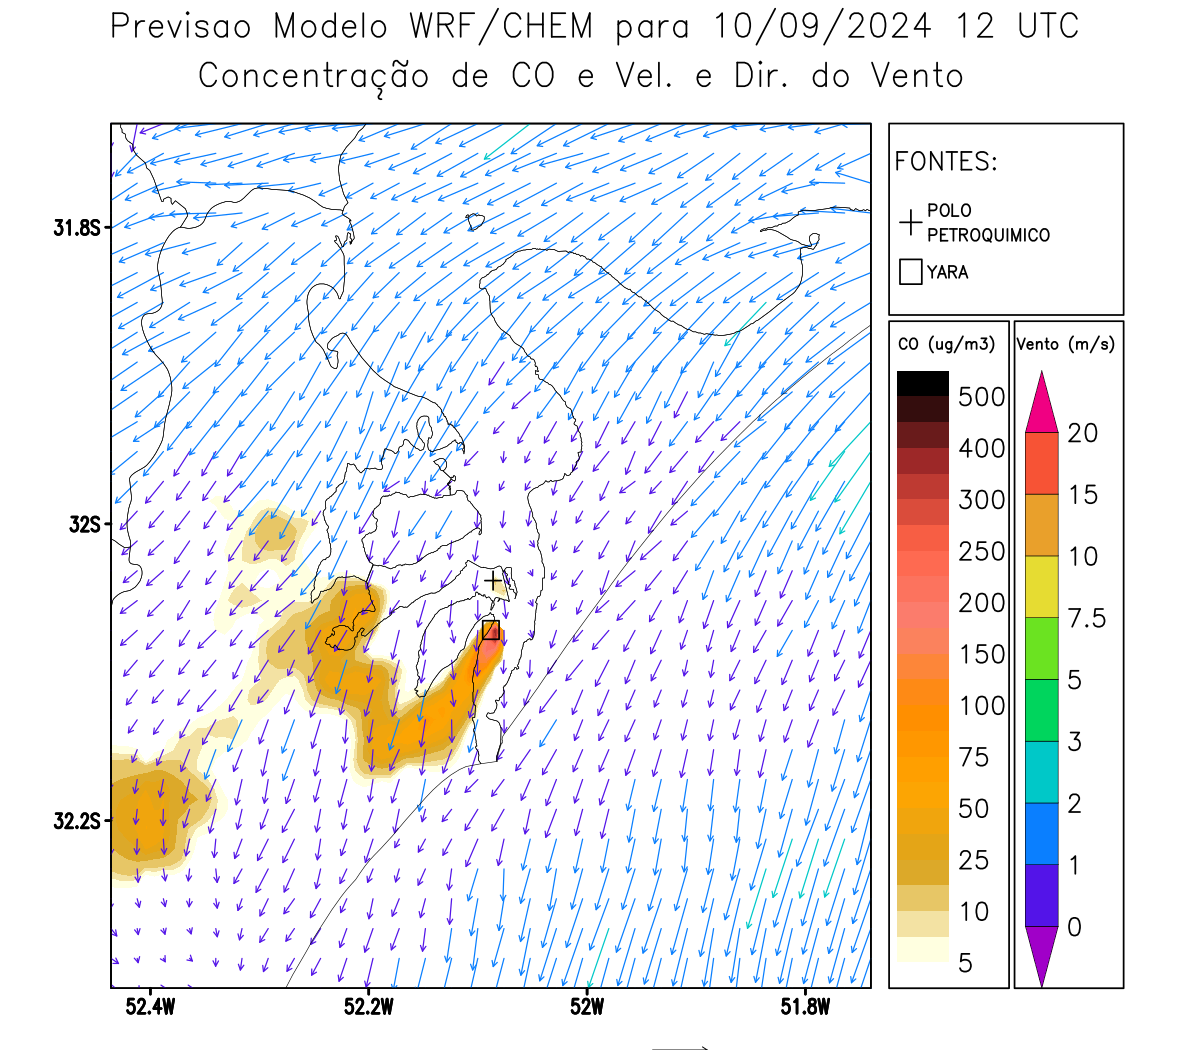 Previsao Modelo WRF/CHEM para 10/09/2024 12 UTC
Concentração de CO e Vel. e Dir. do Vento
FONTES:
POLO
PETROQUIMICO
YARA
CO (ug/m3)
500
400
300
250
200
150
100
75
50
25
10
5
Vento (m/s)
20
15
10
7.5
5
3
2
1
0
31.8S
32S
32.2S
52.4W
52.2W
52W
51.8W